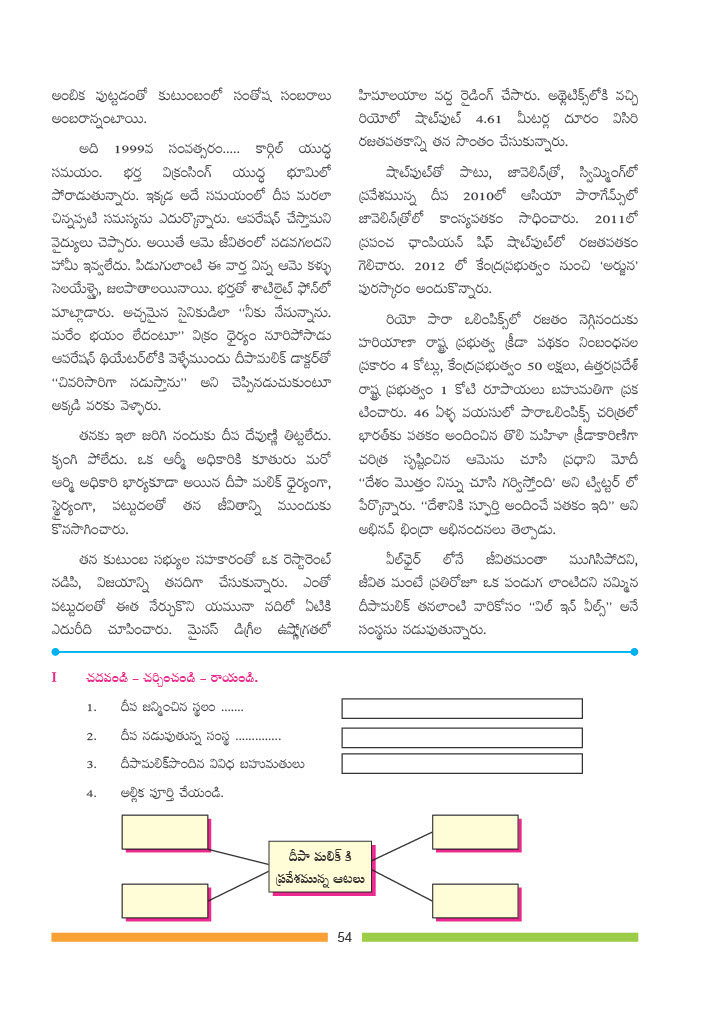 అంబిక పుట్టడంతో కుటుంబంలో సంతోష సంబరాలు
అంబరాన్నంటాయి.
అది 1999వ సంవత్సరం..... కార్గిల్ యుద్ధ
సమయం. భర్త విక్రంసింగ్ యుద్ధ భూమిలో
పోరాడుతున్నారు. ఇక్కడ అదే సమయంలో దీప మరలా
చిన్నప్పటి సమస్యను ఎదుర్కొన్నారు. ఆపరేషన్ చేస్తామని
వైద్యులు చెప్పారు. అయితే ఆమె జీవితంలో నడవగలదని
హామీ ఇవ్వలేదు. పిడుగులాంటి ఈ వార్త విన్న ఆమె కళ్ళు
సెలయేళ్ళై, జలపాతాలయినాయి. భర్తతో శాటిలైట్ ఫోన్‌లో
మాట్లాడారు. అచ్చమైన సైనికుడిలా “నీకు నేనున్నాను.
మరేం భయం లేదంటూ” విక్రం ధైర్యం నూరిపోసాడు
ఆపరేషన్ థియేటర్‌లోకి వెళ్ళేముందు దీపామలిక్ డాక్టర్‌తో
“చివరిసారిగా నడుస్తాను” అని చెప్పినడుచుకుంటూ
అక్కడి వరకు వెళ్ళారు.
తనకు ఇలా జరిగి నందుకు దీప దేవుణ్ణి తిట్టలేదు.
కృంగి పోలేదు. ఒక ఆర్మీ అధికారికి కూతురు మరో
ఆర్మి అధికారి భార్యకూడా అయిన దీపా మలిక్ ధైర్యంగా,
స్థైర్యంగా, పట్టుదలతో తన జీవితాన్ని ముందుకు
కొనసాగించారు.
తన కుటుంబ సభ్యుల సహకారంతో ఒక రెస్టారెంట్
నడిపి, విజయాన్ని తనదిగా చేసుకున్నారు. ఎంతో
పట్టుదలతో ఈత నేర్చుకొని యమునా నదిలో ఏటికి
ఎదురీది చూపించారు. మైనస్ డిగ్రీల ఉష్ణోగ్రతలో
హిమాలయాల వద్ద రైడింగ్ చేసారు. అథ్లెటిక్స్‌లోకి వచ్చి
రియోలో షాట్‌పుట్ 4.61 మీటర్ల దూరం విసిరి
రజతపతకాన్ని తన సొంతం చేసుకున్నారు.
షాట్‌పుట్‌తో పాటు, జావెలిన్‌త్రో, స్విమ్మింగ్‌లో
ప్రవేశమున్న దీప 2010లో ఆసియా పారాగేమ్స్‌లో
జావెలిన్‌త్రోలో కాంస్యపతకం సాధించారు. 2011లో
ప్రపంచ ఛాంపియన్ షిప్ షాట్‌పుట్‌లో రజతపతకం
గెలిచారు. 2012 లో కేంద్రప్రభుత్వం నుంచి ‘అర్జున’
పురస్కారం అందుకొన్నారు.
రియో పారా ఒలింపిక్స్‌లో రజతం నెగ్గినందుకు
హరియాణా రాష్ట్ర ప్రభుత్వ క్రీడా పథకం నింబంధనల
ప్రకారం 4 కోట్లు, కేంద్రప్రభుత్వం 50 లక్షలు, ఉత్తరప్రదేశ్
రాష్ట్ర ప్రభుత్వం 1 కోటి రూపాయలు బహుమతిగా ప్రక
టించారు. 46 ఏళ్ళ వయసులో పారాఒలింపిక్స్ చరిత్రలో
భారత్‌కు పతకం అందించిన తొలి మహిళా క్రీడాకారిణిగా
చరిత్ర సృష్టించిన ఆమెను చూసి ప్రధాని మోదీ
“దేశం మొత్తం నిన్ను చూసి గర్విస్తోంది’ అని ట్విట్టర్ లో
పేర్కొన్నారు. “దేశానికి స్ఫూర్తి అందించే పతకం ఇది” అని
అభినవ్ భింద్రా అభినందనలు తెల్పాడు.
వీల్‌ఛైర్ లోనే జీవితమంతా ముగిసిపోదని,
జీవిత మంటే ప్రతిరోజూ ఒక పండుగ లాంటిదని నమ్మిన
దీపామలిక్ తనలాంటి వారికోసం “విల్ ఇన్ వీల్స్” అనే
సంస్థను నడుపుతున్నారు.
I చదవండి – చర్చించండి – రాయండి.
1. దీప జన్మించిన స్థలం .......
2. దీప నడుపుతున్న సంస్థ ..............
3. దీపామలిక్‌పొందిన వివిధ బహుమతులు
4. అల్లిక పూర్తి చేయండి.
దీపా మలిక్ కి
ప్రవేశమున్న ఆటలు
54